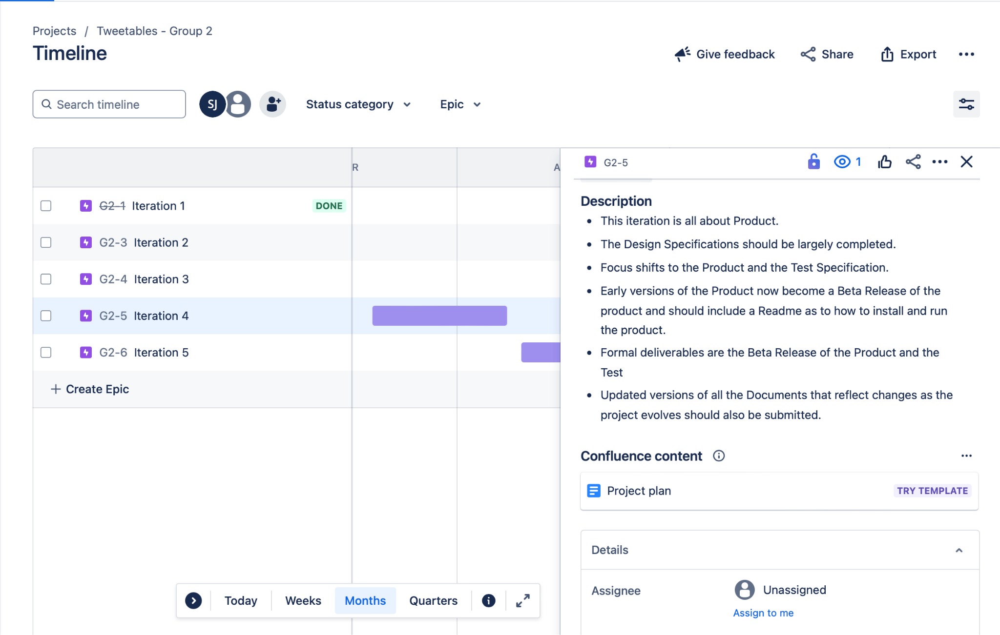 Projects / Tweetables - Group 2
Timeline
Give feedback
Share
Export
Search timeline
SJ
Status category
Epic
R
A
G2-1 Iteration 1 DONE
G2-3 Iteration 2
G2-4 Iteration 3
G2-5 Iteration 4
G2-6 Iteration 5
+ Create Epic
Today
Weeks
Months
Quarters
G2-5
1
Description
• This iteration is all about Product.
• The Design Specifications should be largely completed.
• Focus shifts to the Product and the Test Specification.
• Early versions of the Product now become a Beta Release of the
product and should include a Readme as to how to install and run
the product.
• Formal deliverables are the Beta Release of the Product and the
Test
• Updated versions of all the Documents that reflect changes as the
project evolves should also be submitted.
Confluence content
Project plan
TRY TEMPLATE
Details
Assignee
Unassigned
Assign to me